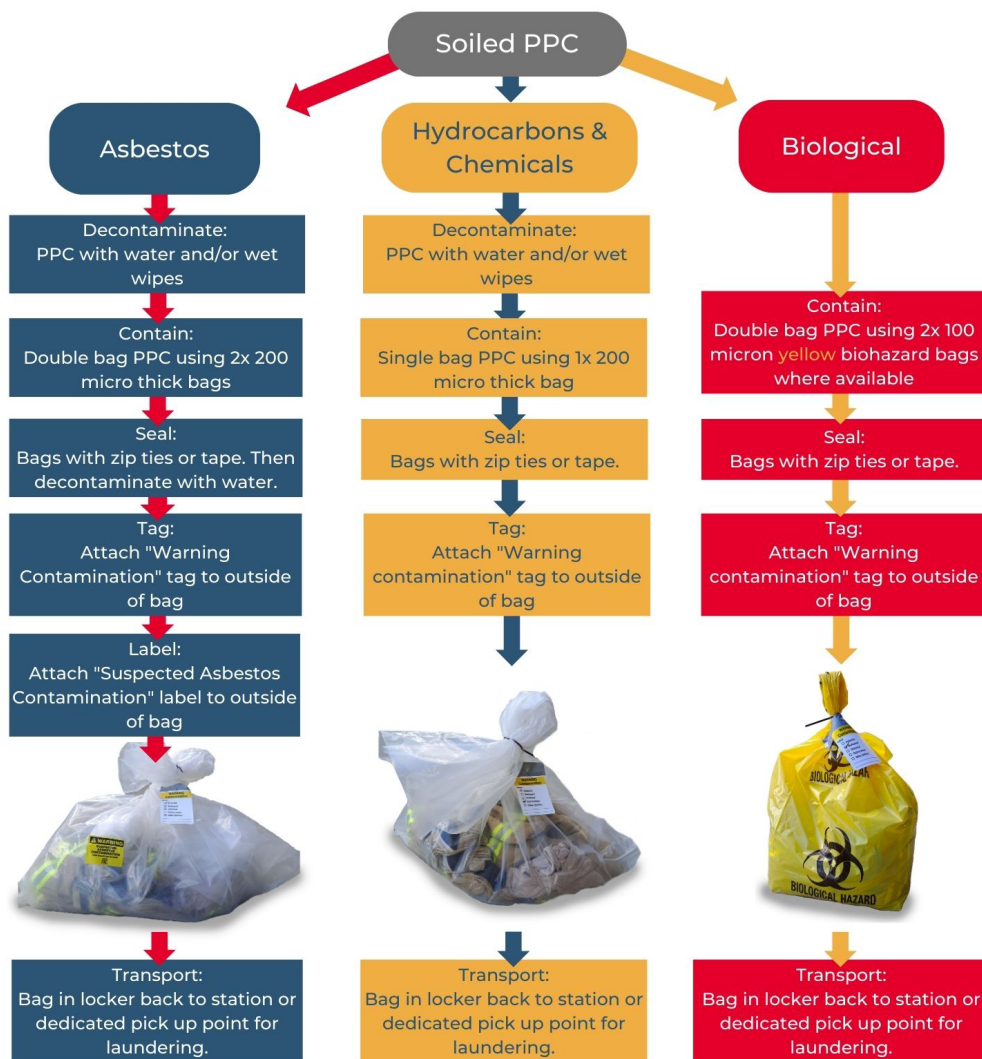 Soiled PPC
Asbestos
Decontaminate:
PPC with water and/or wet
wipes
Contain:
Double bag PPC using 2x 200
micro thick bags
Seal:
Bags with zip ties or tape. Then
decontaminate with water.
Tag:
Attach "Warning
Contamination" tag to outside
of bag
Label:
Attach "Suspected Asbestos
Contamination" label to outside
of bag
WARNING
WARNING
Transport:
Bag in locker back to station or
dedicated pick up point for
laundering.
Hydrocarbons &
Chemicals
Decontaminate:
PPC with water and/or wet
wipes
Contain:
Single bag PPC using 1x 200
micro thick bag
Seal:
Bags with zip ties or tape.
Tag:
Attach "Warning
contamination" tag to outside
of bag
WARNING
Transport:
Bag in locker back to station or
dedicated pick up point for
laundering.
Biological
Contain:
Double bag PPC using 2x 100
micron yellow biohazard bags
where available
Seal:
Bags with zip ties or tape.
Tag:
Attach "Warning
Contamination" tag to outside
of bag
BIOLOGICAL HAZAR
BIOLOGICAL HAZARD
Transport:
Bag in locker back to station or
dedicated pick up point for
laundering.